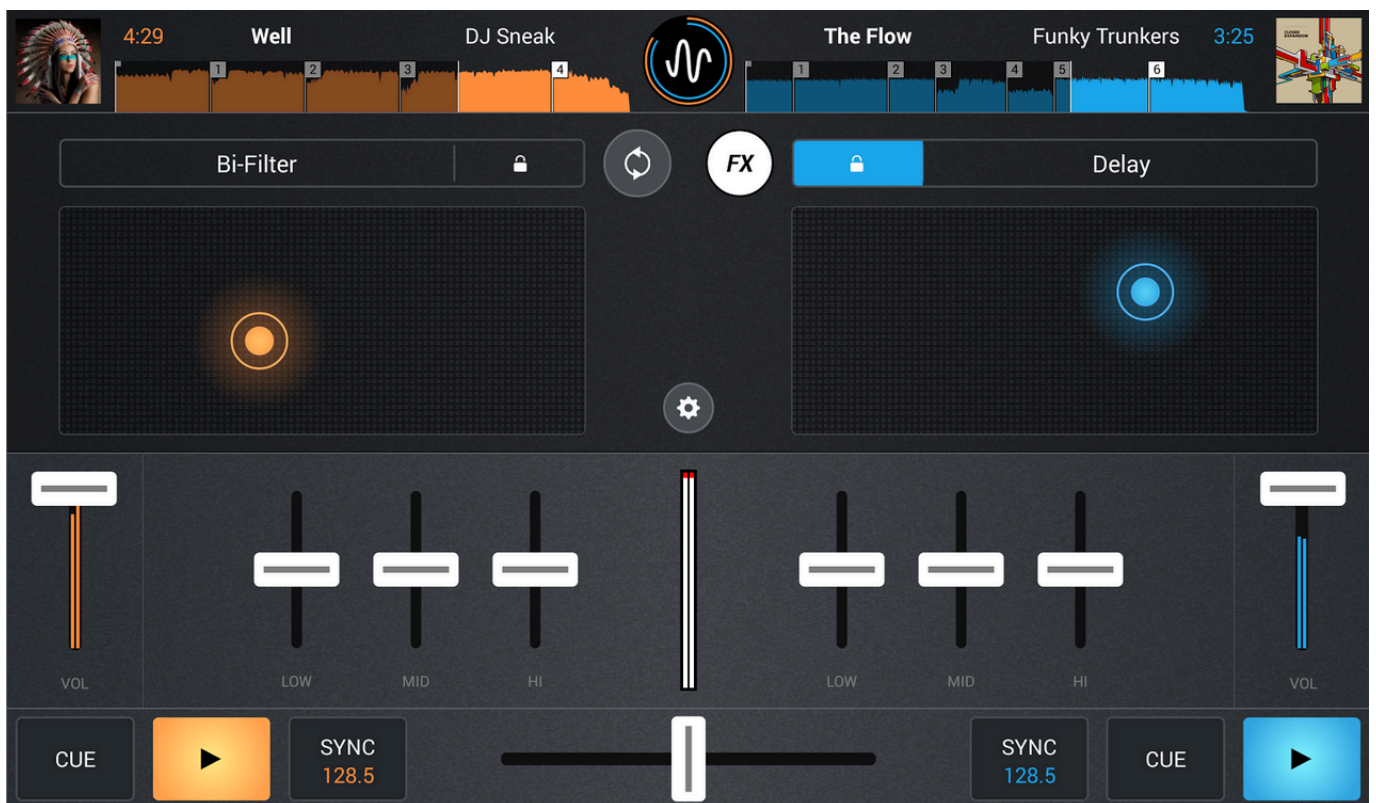 4:29 Well DJ Sneak
The Flow Funky Trunkers 3:25
1 2 3 4
1 2 3 4 5 6
Bi-Filter
FX
Delay
VOL
LOW MID HI
LOW MID HI
VOL
CUE
SYNC
128.5
SYNC
128.5
CUE